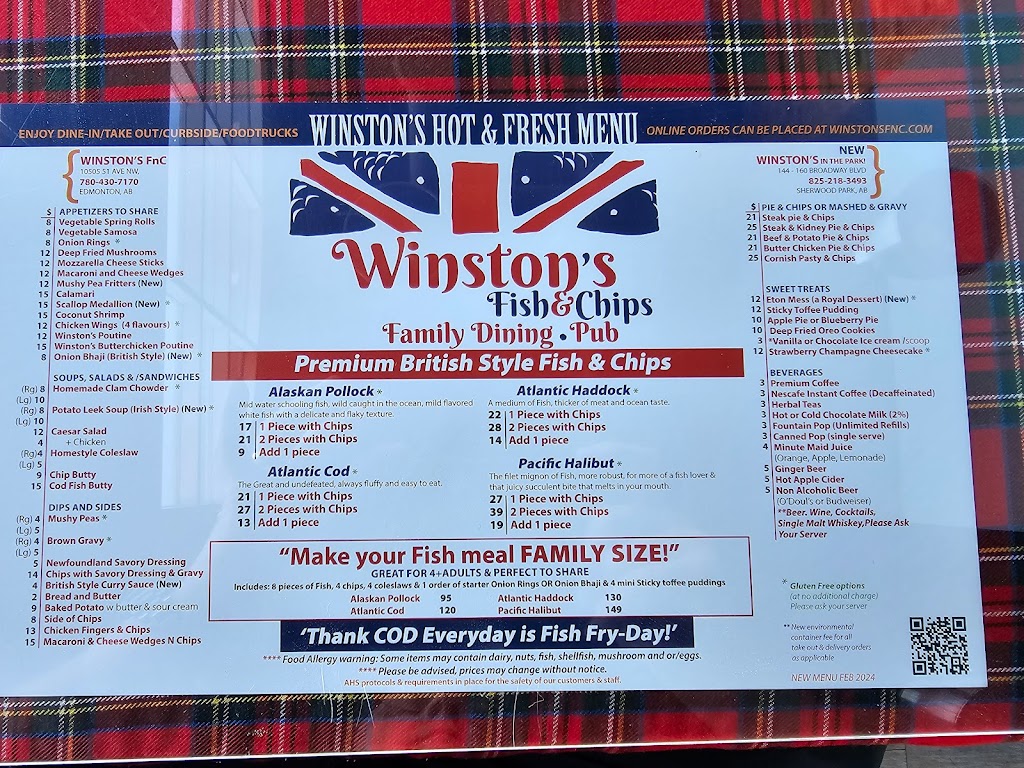 ENJOY DINE-IN/TAKE OUT/CURBSIDE/FOODTRUCKS
WINSTON'S HOT & FRESH MENU
ONLINE ORDERS CAN BE PLACED AT WINSTONSFNC.COM
WINSTON'S FnC
10505 51 AVE NW,
780-430-7170
EDMONTON, AB
$ APPETIZERS TO SHARE
8 Vegetable Spring Rolls
8 Vegetable Samosa
8 Onion Rings *
12 Deep Fried Mushrooms
12 Mozzarella Cheese Sticks
12 Macaroni and Cheese Wedges
12 Mushy Pea Fritters (New)
15 Calamari
15 Scallop Medallion (New) *
15 Coconut Shrimp
12 Chicken Wings (4 flavours) *
12 Winston's Poutine
15 Winston's Butterchicken Poutine
8 Onion Bhaji (British Style) (New) *
SOUPS, SALADS & /SANDWICHES
(Rg) 8 Homemade Clam Chowder *
(Lg) 10
(Rg) 8 Potato Leek Soup (Irish Style) (New) *
(Lg) 10
12 Caesar Salad
4 + Chicken
(Rg)4 Homestyle Coleslaw
(Lg) 5
9 Chip Butty
15 Cod Fish Butty
DIPS AND SIDES
(Rg) 4 Mushy Peas *
(Lg) 5
(Rg) 4 Brown Gravy *
(Lg) 5
5 Newfoundland Savory Dressing
14 Chips with Savory Dressing & Gravy
4 British Style Curry Sauce (New)
2 Bread and Butter
9 Baked Potato w butter & sour cream
8 Side of Chips
13 Chicken Fingers & Chips
15 Macaroni & Cheese Wedges N Chips
Winston's
Fish&Chips
Family Dining • Pub
Premium British Style Fish & Chips
Alaskan Pollock *
Mid water schooling fish, wild caught in the ocean, mild flavored
white fish with a delicate and flaky texture.
17 1 Piece with Chips
21 2 Pieces with Chips
9 Add 1 piece
Atlantic Cod *
The Great and undefeated, always fluffy and easy to eat.
21 1 Piece with Chips
27 2 Pieces with Chips
13 Add 1 piece
Atlantic Haddock *
A medium of Fish, thicker of meat and ocean taste.
22 1 Piece with Chips
28 2 Pieces with Chips
14 Add 1 piece
Pacific Halibut *
The filet mignon of Fish, more robust, for more of a fish lover &
that juicy succulent bite that melts in your mouth.
27 1 Piece with Chips
39 2 Pieces with Chips
19 Add 1 piece
"Make your Fish meal FAMILY SIZE!"
GREAT FOR 4+ADULTS & PERFECT TO SHARE
Includes: 8 pieces of Fish, 4 chips, 4 coleslaws & 1 order of starter Onion Rings OR Onion Bhaji & 4 mini Sticky toffee puddings
Alaskan Pollock 95 Atlantic Haddock 130
Atlantic Cod 120 Pacific Halibut 149
'Thank COD Everyday is Fish Fry-Day!'
**** Food Allergy warning: Some items may contain dairy, nuts, fish, shellfish, mushroom and or/eggs.
**** Please be advised, prices may change without notice.
AHS protocols & requirements in place for the safety of our customers & staff.
NEW
WINSTON'S IN THE PARK!
144 - 160 BROADWAY BLVD
825-218-3493
SHERWOOD PARK, AB
$ PIE & CHIPS OR MASHED & GRAVY
21 Steak pie & Chips
25 Steak & Kidney Pie & Chips
21 Beef & Potato Pie & Chips
21 Butter Chicken Pie & Chips
25 Cornish Pasty & Chips
SWEET TREATS
12 Eton Mess (a Royal Dessert) (New) *
12 Sticky Toffee Pudding
10 Apple Pie or Blueberry Pie
10 Deep Fried Oreo Cookies
3 *Vanilla or Chocolate Ice cream /scoop
12 Strawberry Champagne Cheesecake *
BEVERAGES
3 Premium Coffee
3 Nescafe Instant Coffee (Decaffeinated)
3 Herbal Teas
3 Hot or Cold Chocolate Milk (2%)
3 Fountain Pop (Unlimited Refills)
3 Canned Pop (single serve)
4 Minute Maid Juice
(Orange, Apple, Lemonade)
5 Ginger Beer
5 Hot Apple Cider
5 Non Alcoholic Beer
(O'Doul's or Budweiser)
**Beer. Wine, Cocktails,
Single Malt Whiskey,Please Ask
Your Server
* Gluten Free options
(at no additional charge)
Please ask your server
** New environmental
container fee for all
take out & delivery orders
as applicable
NEW MENU FEB 2024